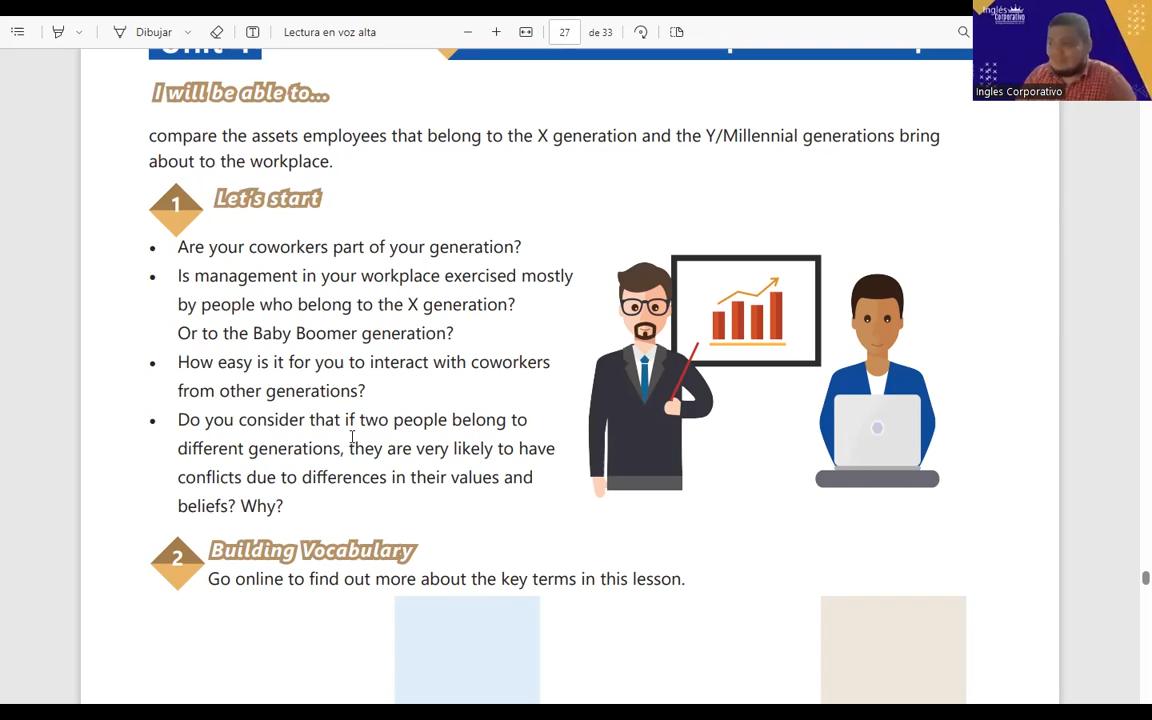 Dibujar
Lectura en voz alta
27
de 33
Inglés
Corporativo
Ingles Corporativo
I will be able to...
compare the assets employees that belong to the X generation and the Y/Millennial generations bring
about to the workplace.
1
Let's start
• Are your coworkers part of your generation?
• Is management in your workplace exercised mostly
by people who belong to the X generation?
Or to the Baby Boomer generation?
• How easy is it for you to interact with coworkers
from other generations?
• Do you consider that if two people belong to
different generations, they are very likely to have
conflicts due to differences in their values and
beliefs? Why?
2
Building Vocabulary
Go online to find out more about the key terms in this lesson.